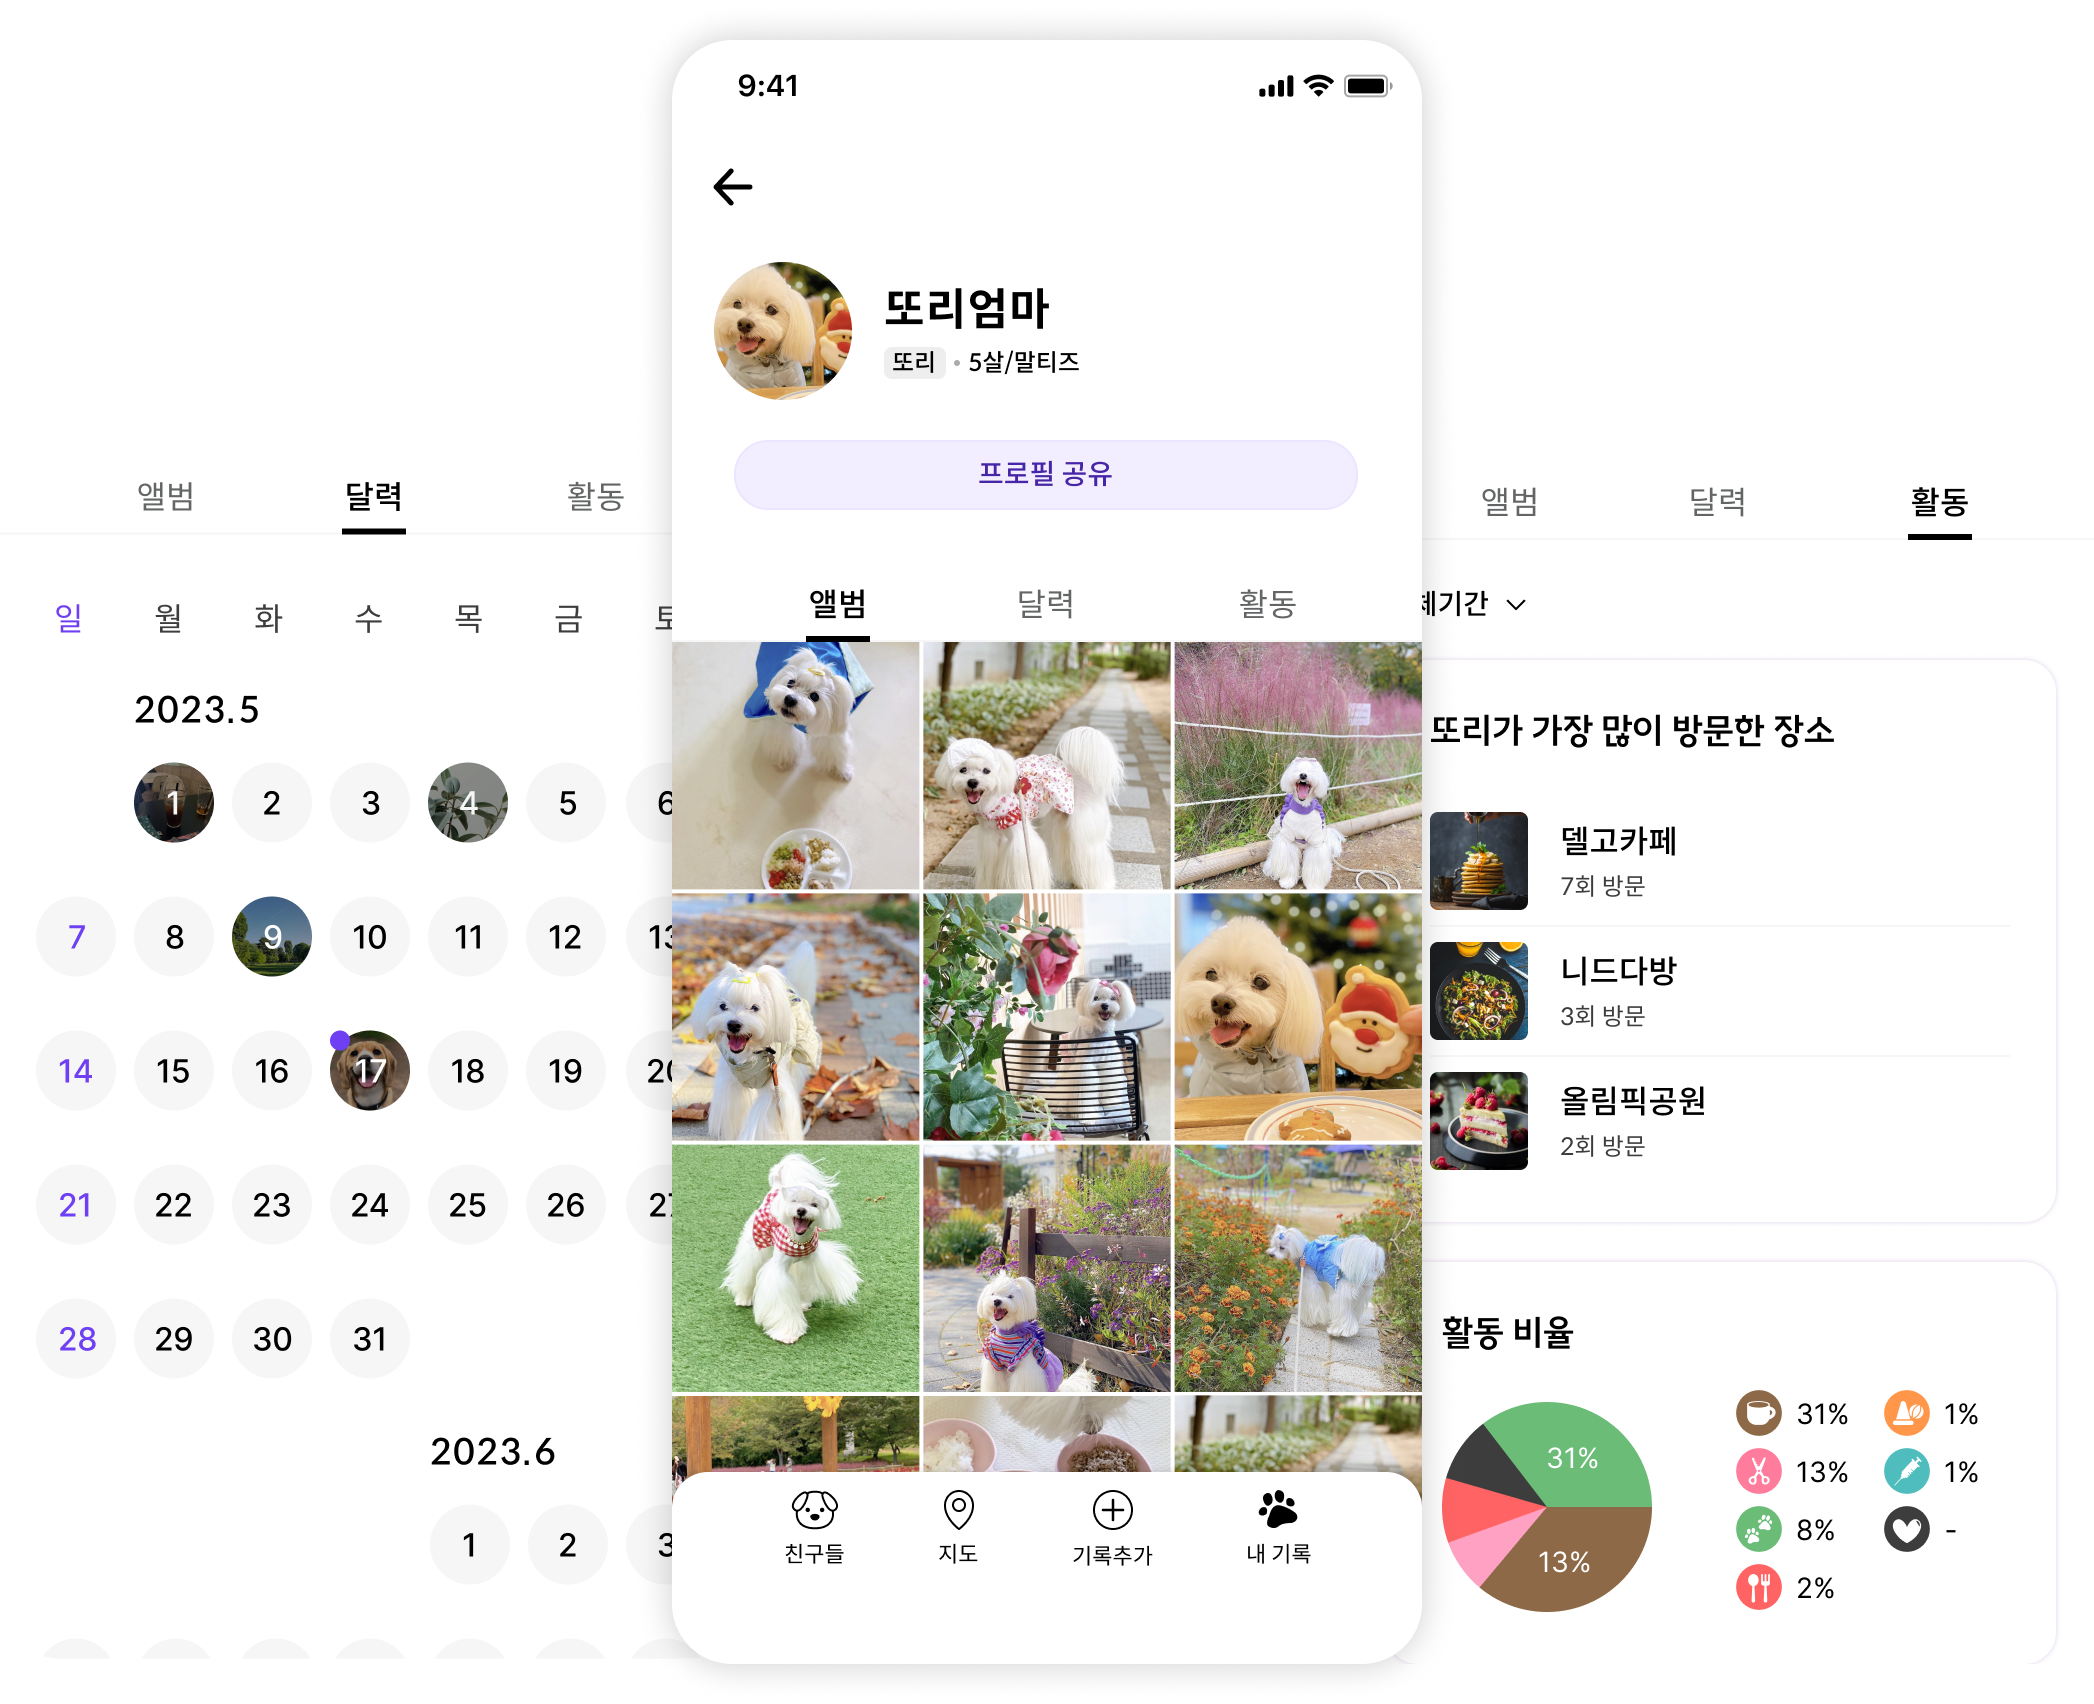 앨범 달력 활동
일 월 화 수 목 금
2023.5
1 2 3 4 5 6
7 8 9 10 11 12 13
14 15 16 17 18 19 20
21 22 23 24 25 26 27
28 29 30 31
2023.6
1 2 3
9:41
또리엄마
또리 • 5살/말티즈
프로필 공유
앨범 달력 활동
친구들 지도 기록추가 내 기록
앨범 달력 활동
체기간
또리가 가장 많이 방문한 장소
델고카페
7회 방문
니드다방
3회 방문
올림픽공원
2회 방문
활동 비율
31%
13%
31% 1%
13% 1%
8% -
2%